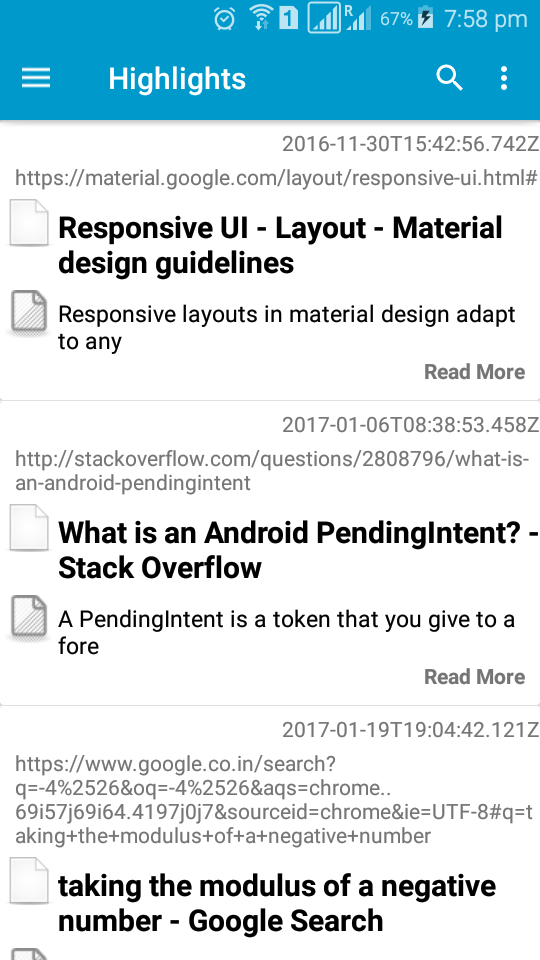 1 R 67% 7:58 pm
Highlights
2016-11-30T15:42:56.742Z
https://material.google.com/layout/responsive-ui.html#
Responsive UI - Layout - Material
design guidelines
Responsive layouts in material design adapt
to any
Read More
2017-01-06T08:38:53.458Z
http://stackoverflow.com/questions/2808796/what-is-
an-android-pendingintent
What is an Android PendingIntent? -
Stack Overflow
A PendingIntent is a token that you give to a
fore
Read More
2017-01-19T19:04:42.121Z
https://www.google.co.in/search?
q=-4%2526&oq=-4%2526&aqs=chrome..
69i57j69i64.4197j0j7&sourceid=chrome&ie=UTF-8#q=t
aking+the+modulus+of+a+negative+number
taking the modulus of a negative
number - Google Search